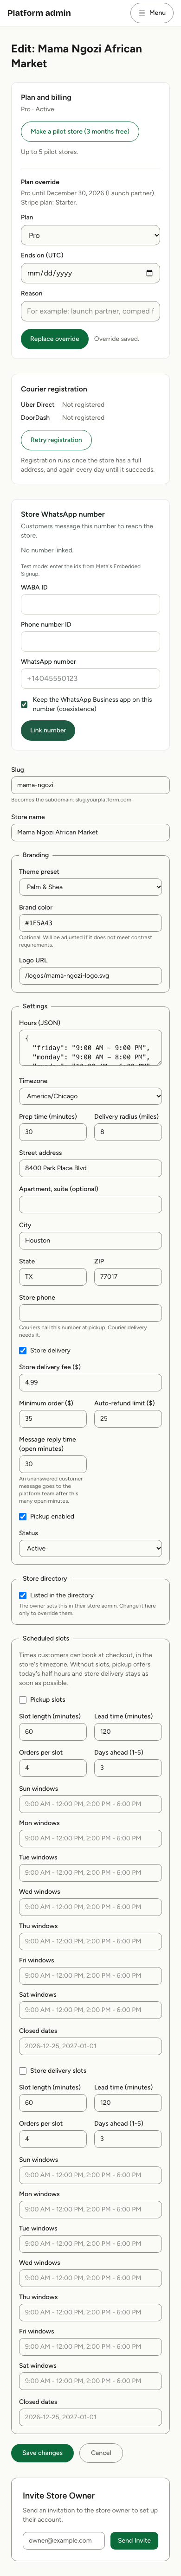 Platform admin
Menu
Edit: Mama Ngozi African
Market
Plan and billing
Pro · Active
Make a pilot store (3 months free)
Up to 5 pilot stores.
Plan override
Pro until December 30, 2026 (Launch partner).
Stripe plan: Starter.
Plan
Pro
Ends on (UTC)
mm/dd/yyyy
Reason
For example: launch partner, comped f
Replace override
Override saved.
Courier registration
Uber Direct Not registered
DoorDash Not registered
Retry registration
Registration runs once the store has a full
address, and again every day until it succeeds.
Store WhatsApp number
Customers message this number to reach the
store.
No number linked.
Test mode: enter the ids from Meta's Embedded
Signup.
WABA ID
Phone number ID
WhatsApp number
+14045550123
Keep the WhatsApp Business app on this
number (coexistence)
Link number
Slug
mama-ngozi
Becomes the subdomain: slug.yourplatform.com
Store name
Mama Ngozi African Market
Branding
Theme preset
Palm & Shea
Brand color
#1F5A43
Optional. Will be adjusted if it does not meet contrast
requirements.
Logo URL
/logos/mama-ngozi-logo.svg
Settings
Hours (JSON)
{
"friday": "9:00 AM – 9:00 PM",
"monday": "9:00 AM – 8:00 PM",
Timezone
America/Chicago
Prep time (minutes) Delivery radius (miles)
30 8
Street address
8400 Park Place Blvd
Apartment, suite (optional)
City
Houston
State ZIP
TX 77017
Store phone
Couriers call this number at pickup. Courier delivery
needs it.
Store delivery
Store delivery fee ($)
4.99
Minimum order ($) Auto-refund limit ($)
35 25
Message reply time
(open minutes)
30
An unanswered customer
message goes to the
platform team after this
many open minutes.
Pickup enabled
Status
Active
Store directory
Listed in the directory
The owner sets this in their store admin. Change it here
only to override them.
Scheduled slots
Times customers can book at checkout, in the
store's timezone. Without slots, pickup offers
today's half hours and store delivery stays as
soon as possible.
Pickup slots
Slot length (minutes) Lead time (minutes)
60 120
Orders per slot Days ahead (1-5)
4 3
Sun windows
9:00 AM - 12:00 PM, 2:00 PM - 6:00 PM
Mon windows
9:00 AM - 12:00 PM, 2:00 PM - 6:00 PM
Tue windows
9:00 AM - 12:00 PM, 2:00 PM - 6:00 PM
Wed windows
9:00 AM - 12:00 PM, 2:00 PM - 6:00 PM
Thu windows
9:00 AM - 12:00 PM, 2:00 PM - 6:00 PM
Fri windows
9:00 AM - 12:00 PM, 2:00 PM - 6:00 PM
Sat windows
9:00 AM - 12:00 PM, 2:00 PM - 6:00 PM
Closed dates
2026-12-25, 2027-01-01
Store delivery slots
Slot length (minutes) Lead time (minutes)
60 120
Orders per slot Days ahead (1-5)
4 3
Sun windows
9:00 AM - 12:00 PM, 2:00 PM - 6:00 PM
Mon windows
9:00 AM - 12:00 PM, 2:00 PM - 6:00 PM
Tue windows
9:00 AM - 12:00 PM, 2:00 PM - 6:00 PM
Wed windows
9:00 AM - 12:00 PM, 2:00 PM - 6:00 PM
Thu windows
9:00 AM - 12:00 PM, 2:00 PM - 6:00 PM
Fri windows
9:00 AM - 12:00 PM, 2:00 PM - 6:00 PM
Sat windows
9:00 AM - 12:00 PM, 2:00 PM - 6:00 PM
Closed dates
2026-12-25, 2027-01-01
Save changes
Cancel
Invite Store Owner
Send an invitation to the store owner to set up
their account.
owner@example.com
Send Invite